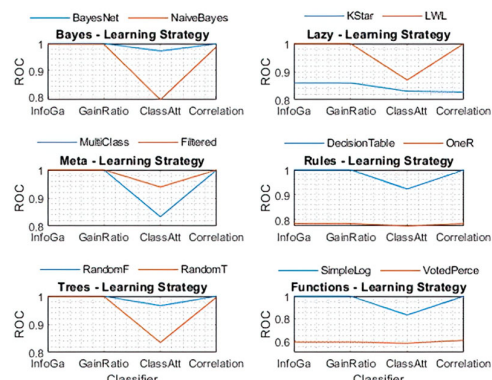 BayesNet NaiveBayes
Bayes - Learning Strategy
1
0.9
0.8
ROC
InfoGa GainRatio ClassAtt Correlation
KStar LWL
Lazy - Learning Strategy
1
0.9
0.8
ROC
InfoGa GainRatio ClassAtt Correlation
MultiClass Filtered
Meta - Learning Strategy
1
0.9
0.8
ROC
InfoGa GainRatio ClassAtt Correlation
DecisionTable OneR
Rules - Learning Strategy
1
0.9
0.8
ROC
InfoGa GainRatio ClassAtt Correlation
RandomF RandomT
Trees - Learning Strategy
1
0.9
0.8
ROC
InfoGa GainRatio ClassAtt Correlation
Classifier
SimpleLog VotedPerce
Functions - Learning Strategy
1
0.8
0.6
ROC
InfoGa GainRatio ClassAtt Correlation
Classifier